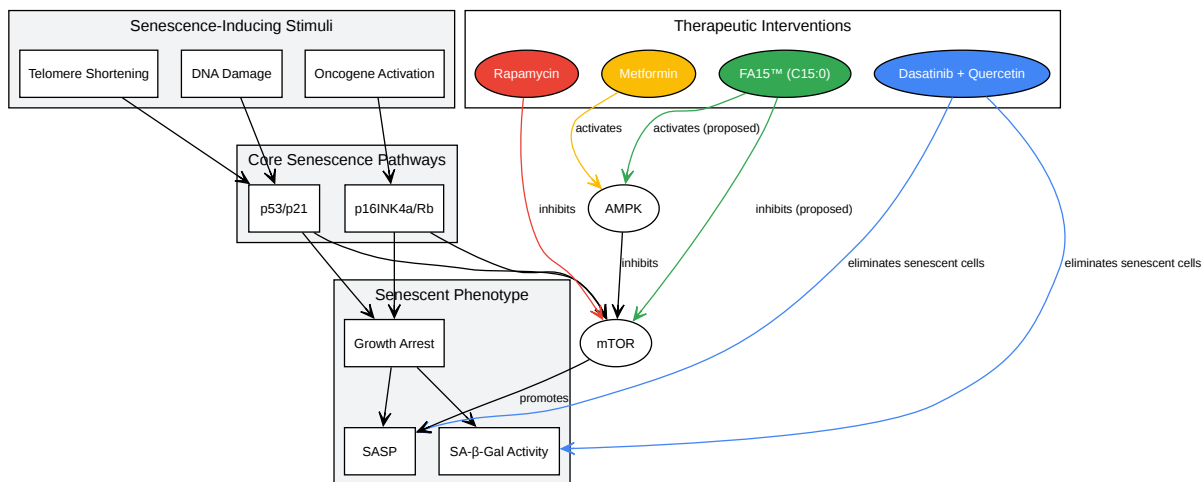 Senescence-Inducing Stimuli
Therapeutic Interventions
Telomere Shortening
DNA Damage
Oncogene Activation
Rapamycin
Metformin
FA15™ (C15:0)
Dasatinib + Quercetin
activates
activates (proposed)
Core Senescence Pathways
p53/p21
p16INK4a/Rb
inhibits
AMPK
inhibits (proposed)
inhibits
eliminates senescent cells
eliminates senescent cells
Senescent Phenotype
Growth Arrest
mTOR
promotes
SASP
SA-β-Gal Activity